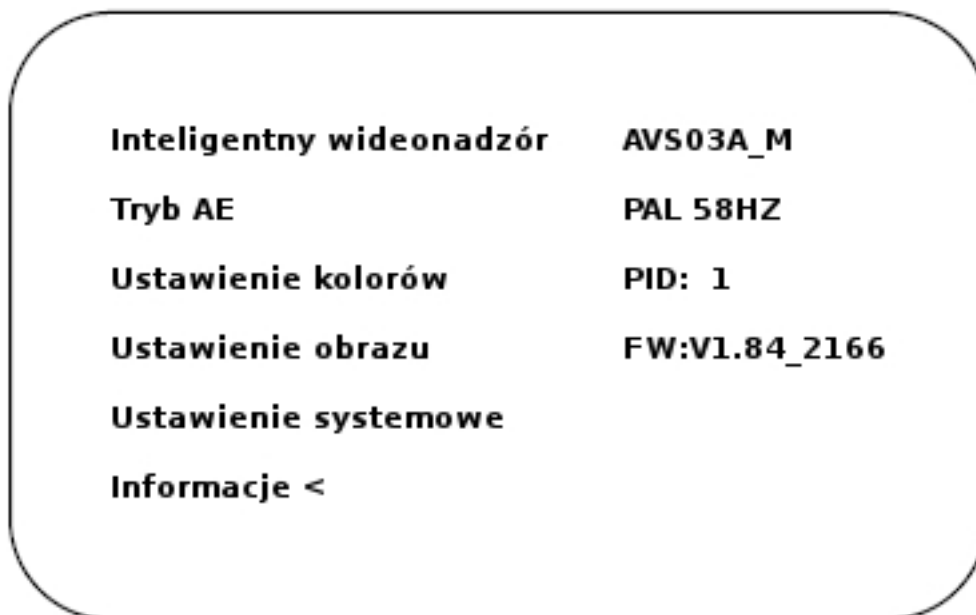 Inteligentny wideonadzór AVS03A_M
Tryb AE PAL 58HZ
Ustawienie kolorów PID: 1
Ustawienie obrazu FW:V1.84_2166
Ustawienie systemowe
Informacje <